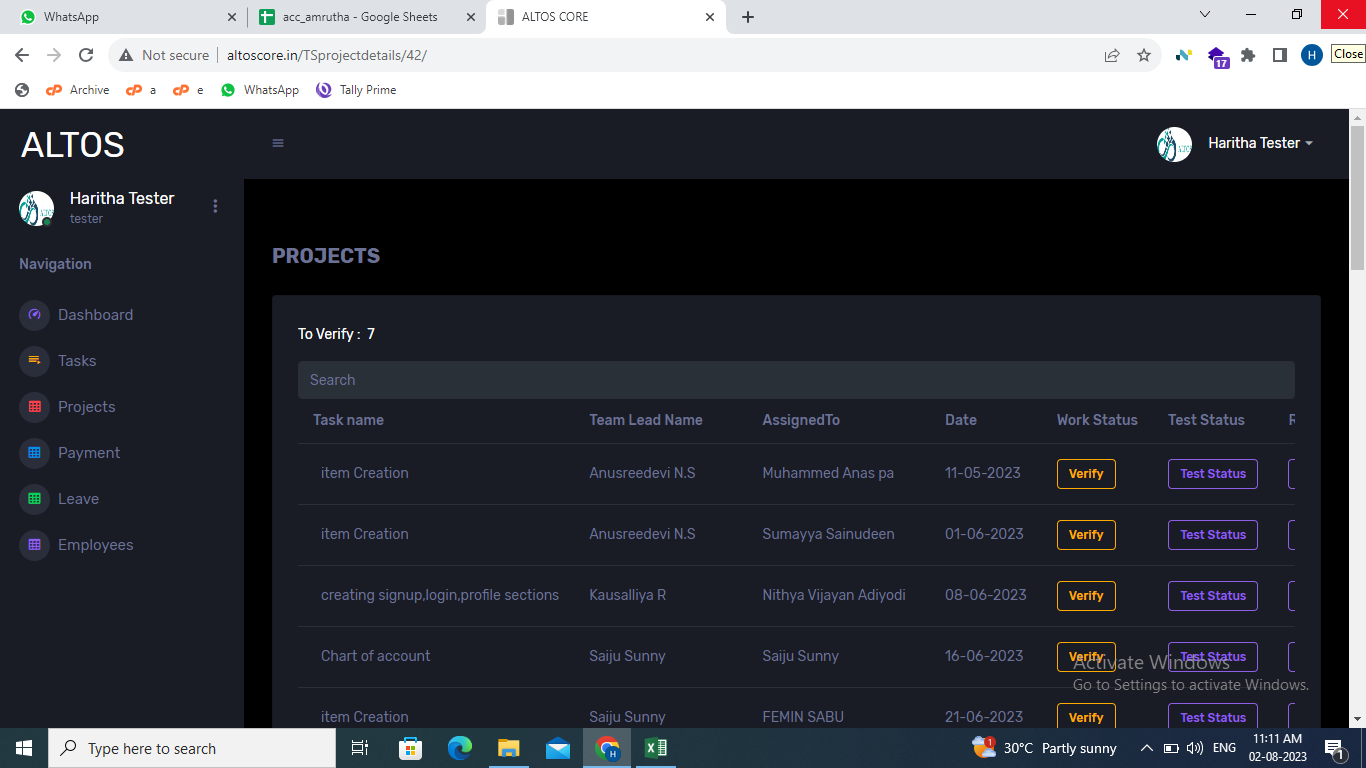 WhatsApp
acc_amrutha - Google Sheets
ALTOS CORE
Not secure
altoscore.in/TSprojectdetails/42/
17
H
Close
Archive
a
e
WhatsApp
Tally Prime
ALTOS
Haritha Tester
Haritha Tester
tester
Navigation
Dashboard
Tasks
Projects
Payment
Leave
Employees
PROJECTS
To Verify : 7
Search
Task name Team Lead Name AssignedTo Date Work Status Test Status
item Creation Anusreedevi N.S Muhammed Anas pa 11-05-2023 Verify Test Status
item Creation Anusreedevi N.S Sumayya Sainudeen 01-06-2023 Verify Test Status
creating signup,login,profile sections Kausalliya R Nithya Vijayan Adiyodi 08-06-2023 Verify Test Status
Chart of account Saiju Sunny Saiju Sunny 16-06-2023 Verify Test Status
item Creation Saiju Sunny FEMIN SABU 21-06-2023 Verify Test Status
Activate Windows
Go to Settings to activate Windows.
Type here to search
1
30°C Partly sunny
ENG
11:11 AM
02-08-2023
1